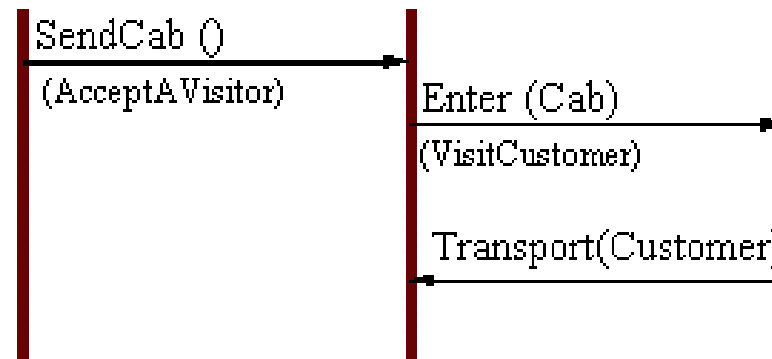 SendCab ()
(AcceptAVisitor)
Enter (Cab)
(VisitCustomer)
Transport(Customer)